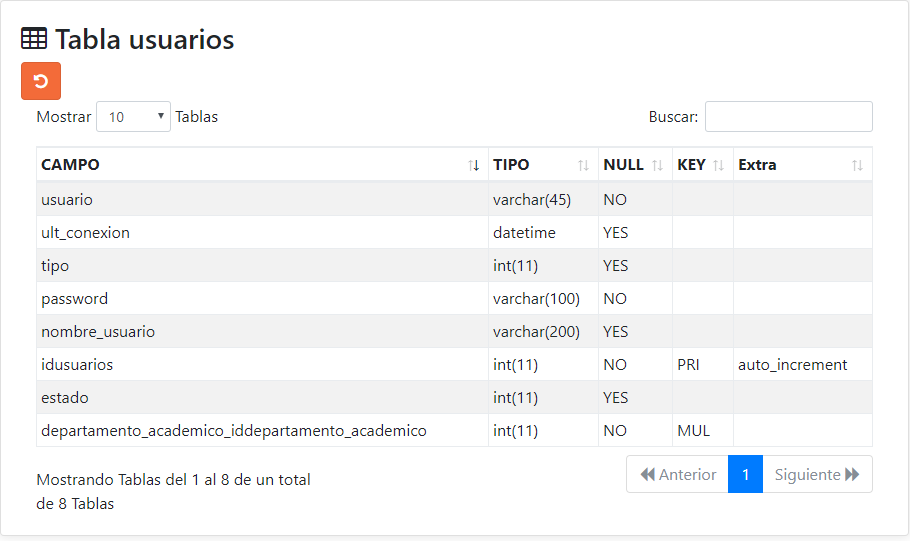 Tabla usuarios
Mostrar 10 Tablas Buscar:
CAMPO TIPO NULL KEY Extra
usuario varchar(45) NO
ult_conexion datetime YES
tipo int(11) YES
password varchar(100) NO
nombre_usuario varchar(200) YES
idusuarios int(11) NO PRI auto_increment
estado int(11) YES
departamento_academico_iddepartamento_academico int(11) NO MUL
Mostrando Tablas del 1 al 8 de un total
de 8 Tablas
Anterior 1 Siguiente